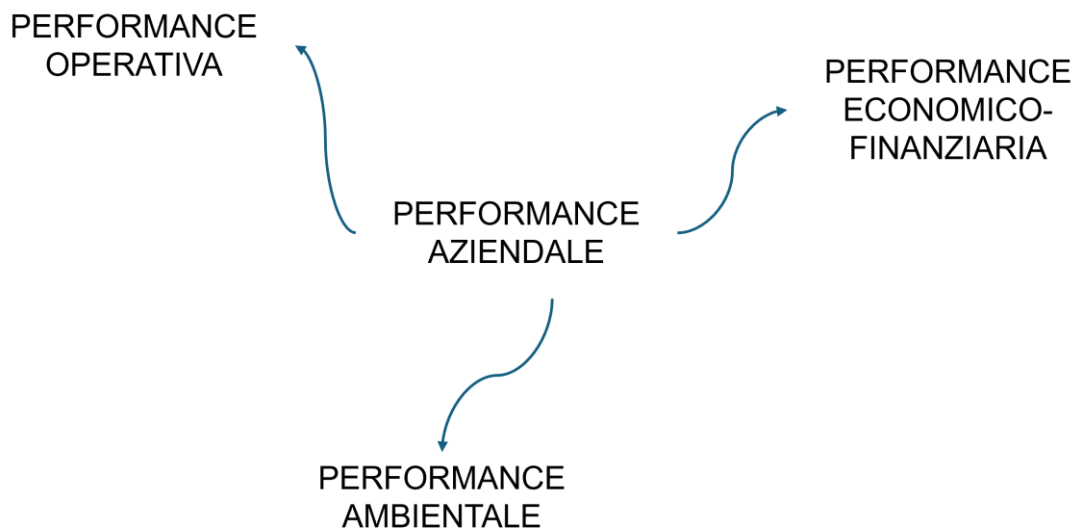 PERFORMANCE
OPERATIVA
PERFORMANCE
ECONOMICO-
FINANZIARIA
PERFORMANCE
AZIENDALE
PERFORMANCE
AMBIENTALE